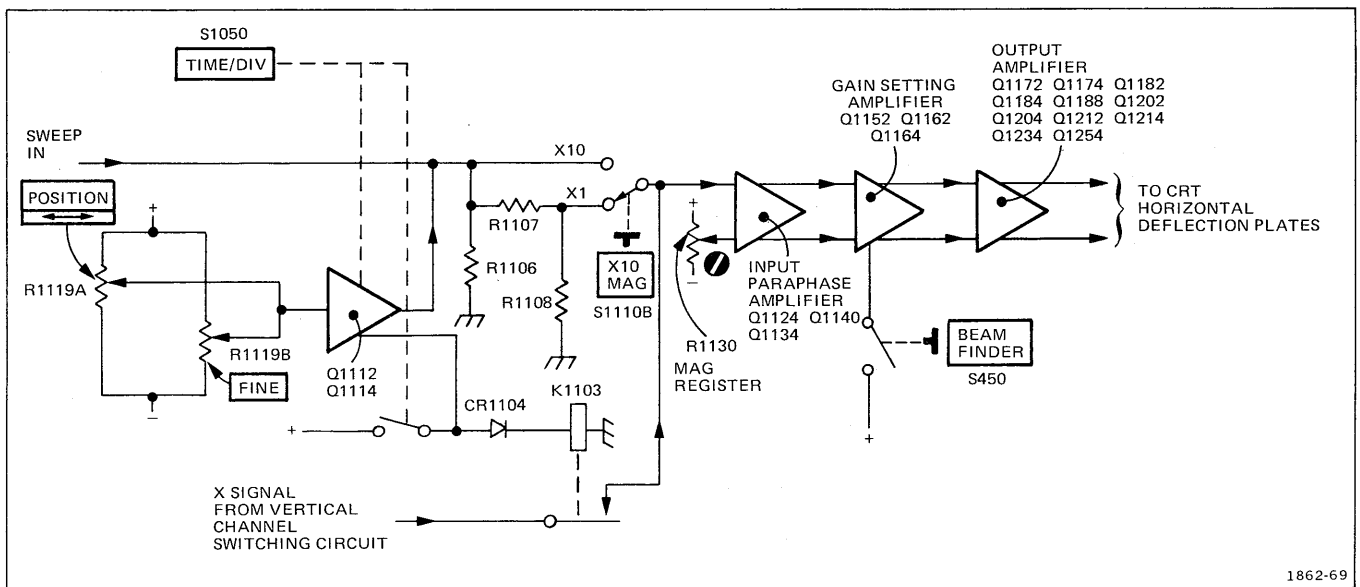 S1050
TIME/DIV
SWEEP
IN
POSITION
+
R1119A
R1119B
FINE
−
Q1112
Q1114
+
CR1104
K1103
X SIGNAL
FROM VERTICAL
CHANNEL
SWITCHING CIRCUIT
X10
X1
R1107
R1106
R1108
X10
MAG
S1110B
+
−
R1130
MAG
REGISTER
INPUT
PARAPHASE
AMPLIFIER
Q1124 Q1140
Q1134
GAIN SETTING
AMPLIFIER
Q1152 Q1162
Q1164
BEAM
FINDER
S450
+
OUTPUT
AMPLIFIER
Q1172 Q1174 Q1182
Q1184 Q1188 Q1202
Q1204 Q1212 Q1214
Q1234 Q1254
TO CRT
HORIZONTAL
DEFLECTION PLATES
1862-69